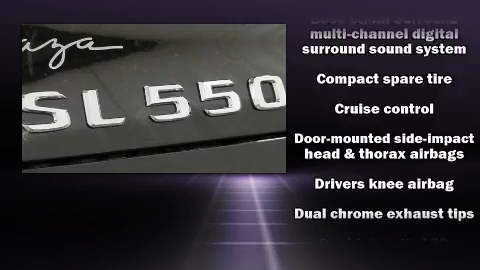 aza
SL 550
multi-channel digital
surround sound system
Compact spare tire
Cruise control
Door-mounted side-impact
head & thorax airbags
Drivers knee airbag
Dual chrome exhaust tips